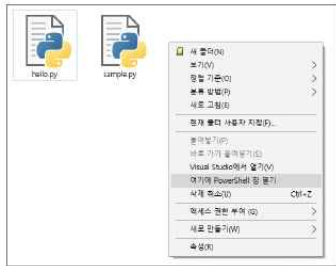 hello.py
sample.py
새 폴더(N)
보기(V)
정렬 기준(O)
분류 방법(P)
새로 고침(E)
현재 폴더 사용자 지정(F)...
붙여넣기(P)
바로 가기 붙여넣기(S)
Visual Studio에서 열기(V)
여기에 PowerShell 창 열기
삭제 취소(U) Ctrl+Z
액세스 권한 부여 (G)
새로 만들기(W)
속성(R)